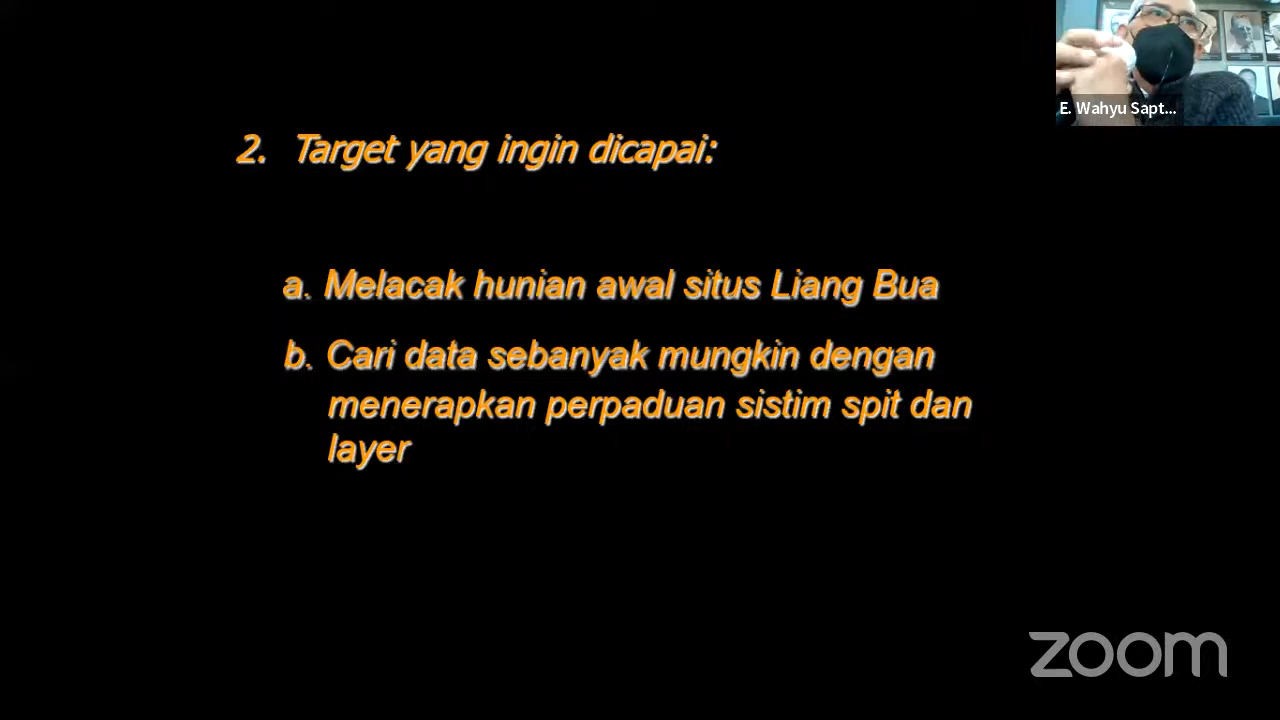 E. Wahyu Sapt...
2. Target yang ingin dicapai:
a. Melacak hunian awal situs Liang Bua
b. Cari data sebanyak mungkin dengan
menerapkan perpaduan sistim spit dan
layer
zoom